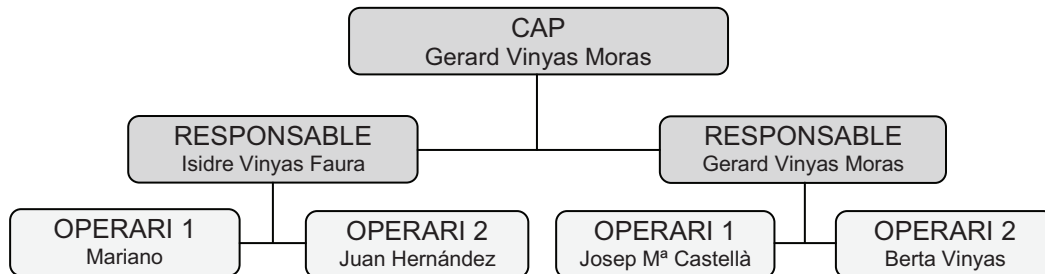 CAP
Gerard Vinyas Moras
RESPONSABLE
Isidre Vinyas Faura
RESPONSABLE
Gerard Vinyas Moras
OPERARI 1
Mariano
OPERARI 2
Juan Hernández
OPERARI 1
Josep Mª Castellà
OPERARI 2
Berta Vinyas